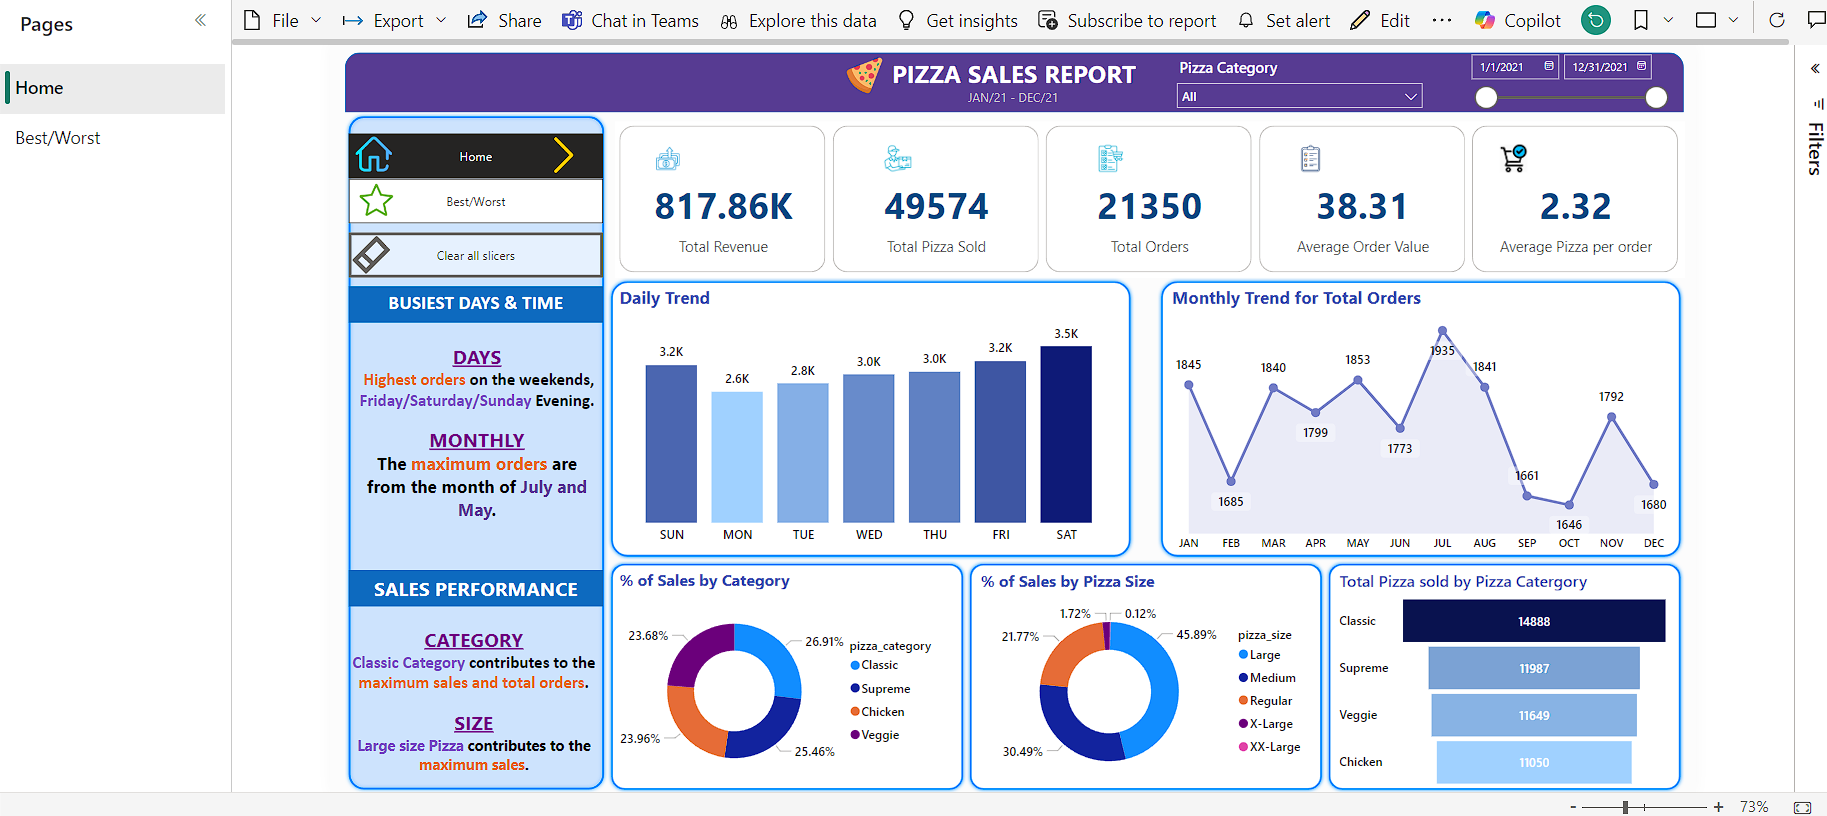 Pages
File
Export
Share
Chat in Teams
Explore this data
Get insights
Subscribe to report
Set alert
Edit
Copilot
Home
Best/Worst
PIZZA SALES REPORT
JAN/21 - DEC/21
Pizza Category
All
1/1/2021
12/31/2021
Filters
Home
Best/Worst
Clear all slicers
817.86K
Total Revenue
49574
Total Pizza Sold
21350
Total Orders
38.31
Average Order Value
2.32
Average Pizza per order
BUSIEST DAYS & TIME
DAYS
Highest orders on the weekends,
Friday/Saturday/Sunday Evening.
MONTHLY
The maximum orders are
from the month of July and
May.
SALES PERFORMANCE
CATEGORY
Classic Category contributes to the
maximum sales and total orders.
SIZE
Large size Pizza contributes to the
maximum sales.
Daily Trend
3.2K
2.6K
2.8K
3.0K
3.0K
3.2K
3.5K
SUN MON TUE WED THU FRI SAT
Monthly Trend for Total Orders
1845
1685
1840
1799
1853
1773
1935
1841
1661
1646
1792
1680
JAN FEB MAR APR MAY JUN JUL AUG SEP OCT NOV DEC
% of Sales by Category
23.68%
26.91%
23.96%
25.46%
pizza_category
Classic
Supreme
Chicken
Veggie
% of Sales by Pizza Size
1.72%
0.12%
21.77%
45.89%
30.49%
pizza_size
Large
Medium
Regular
X-Large
XX-Large
Total Pizza sold by Pizza Catergory
Classic 14888
Supreme 11987
Veggie 11649
Chicken 11050
- + 73%